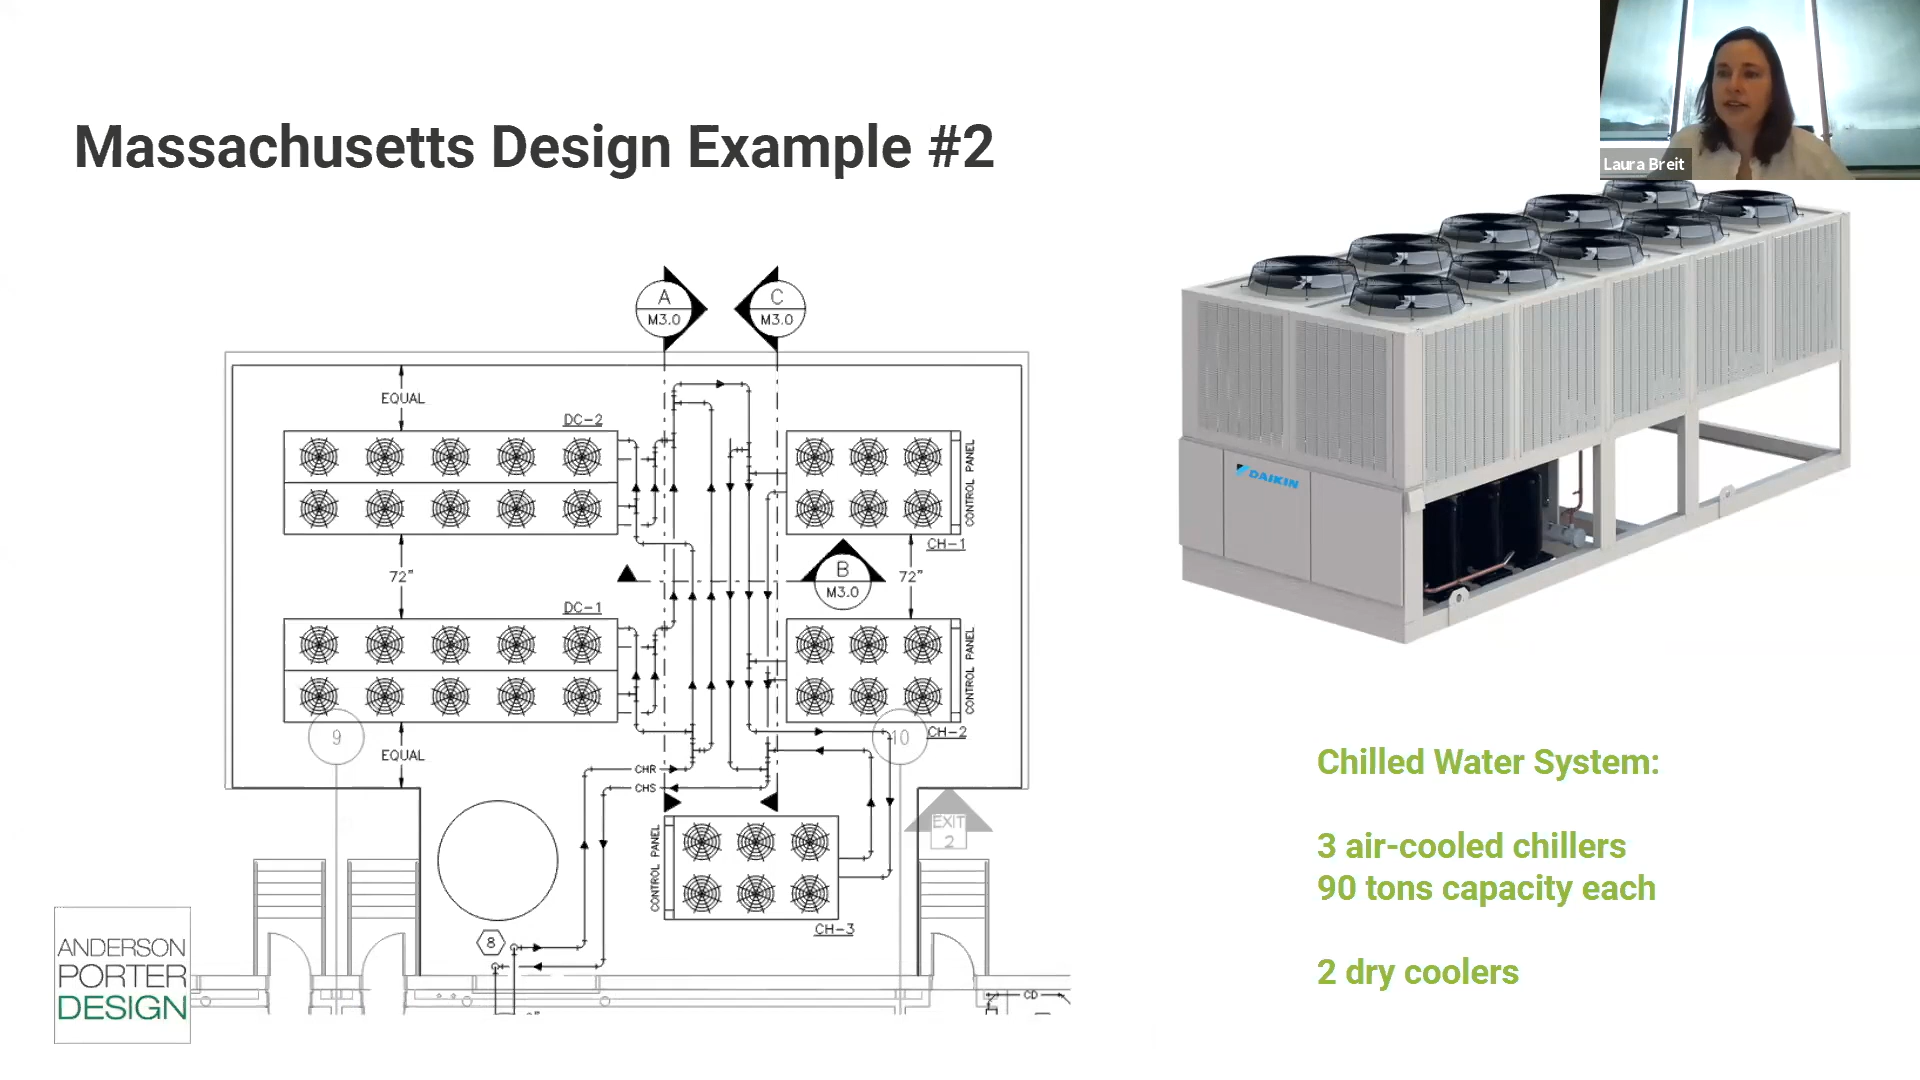 Laura Breit
Massachusetts Design Example #2
A
M3.0
C
M3.0
EQUAL
DC-2
CONTROL PANEL
CH-1
72"
B
M3.0
72"
DC-1
CONTROL PANEL
CH-2
9
10
EQUAL
CHR
CHS
EXIT
2
CONTROL PANEL
CH-3
8
CD
DAIKIN
Chilled Water System:
3 air-cooled chillers
90 tons capacity each
2 dry coolers
ANDERSON
PORTER
DESIGN